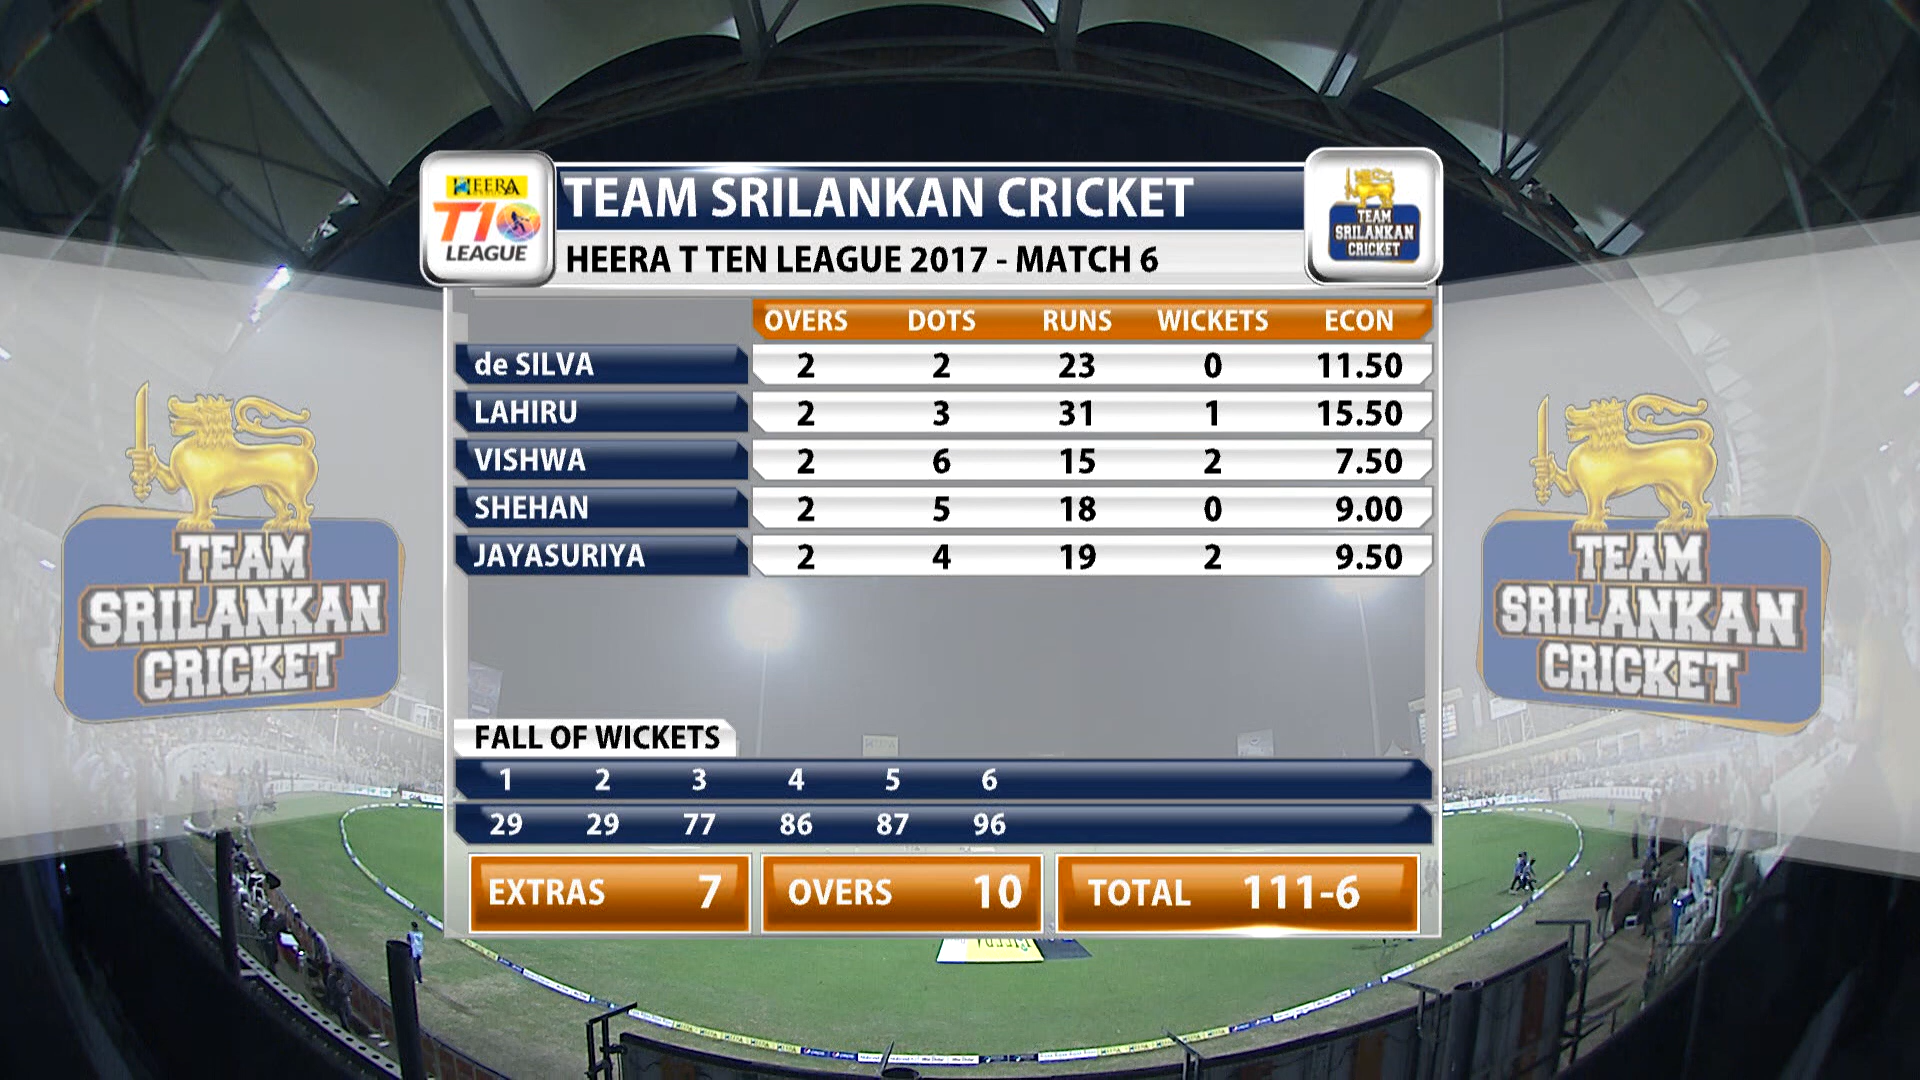 HEERA
T10
LEAGUE
TEAM SRILANKAN CRICKET
HEERA T TEN LEAGUE 2017 - MATCH 6
TEAM
SRILANKAN
CRICKET
OVERS DOTS RUNS WICKETS ECON
de SILVA 2 2 23 0 11.50
LAHIRU 2 3 31 1 15.50
VISHWA 2 6 15 2 7.50
SHEHAN 2 5 18 0 9.00
JAYASURIYA 2 4 19 2 9.50
TEAM
SRILANKAN
CRICKET
TEAM
SRILANKAN
CRICKET
FALL OF WICKETS
1 2 3 4 5 6
29 29 77 86 87 96
EXTRAS 7 OVERS 10 TOTAL 111-6